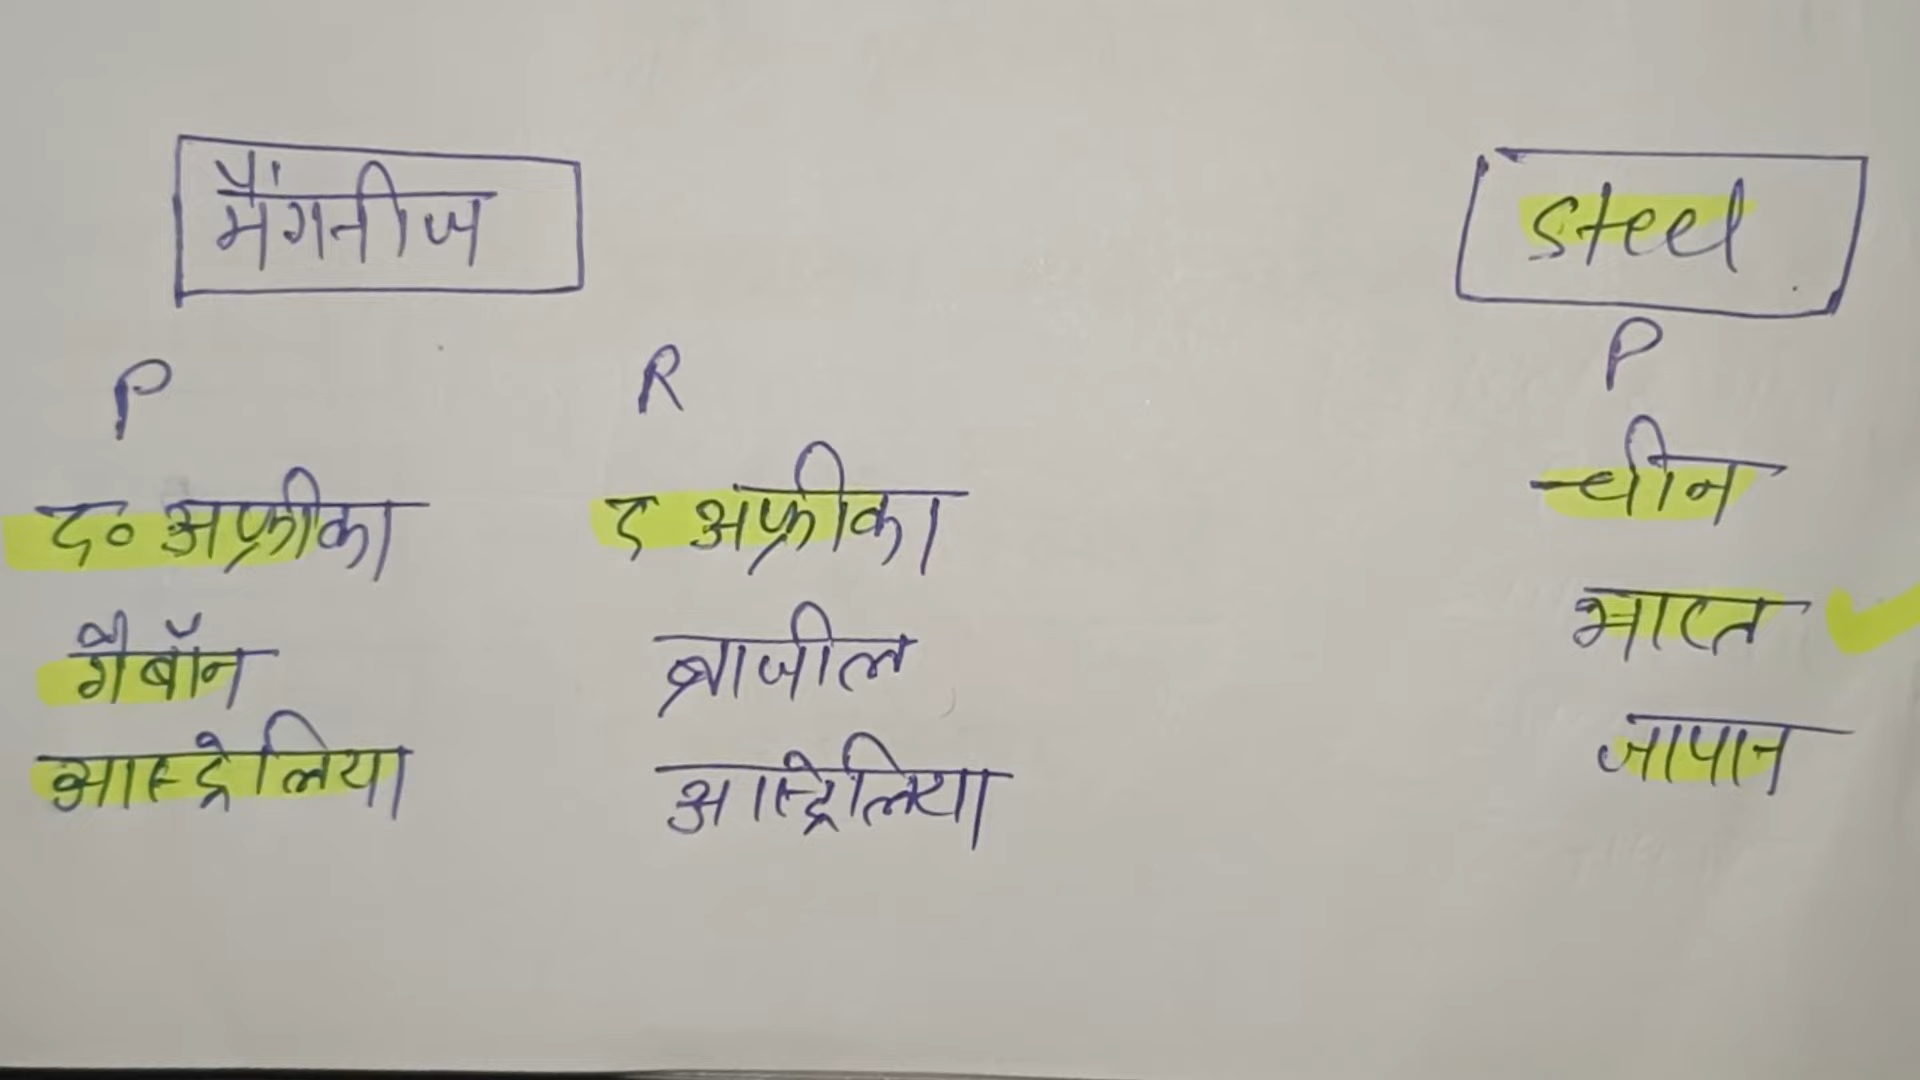 मैंगनीज
P R
द० अफ्रीका द अफ्रीका
गैबॉन ब्राजील
आस्ट्रेलिया आस्ट्रेलिया
steel
P
चीन
भारत
जापान